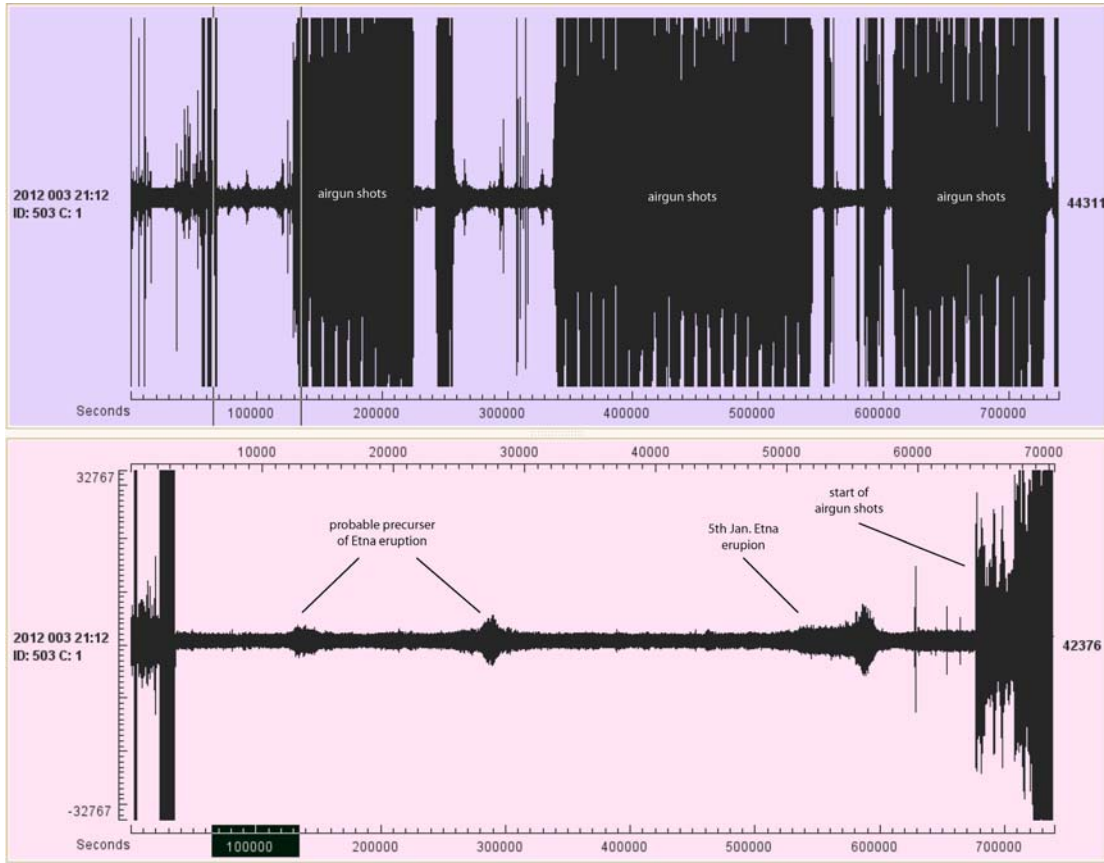 2012 003 21:12
ID: 503 C: 1
airgun shots
airgun shots
airgun shots
44311
Seconds
100000
200000
300000
400000
500000
600000
700000
10000
20000
30000
40000
50000
60000
70000
32767
probable precurser
of Etna eruption
5th Jan. Etna
erupion
start of
airgun shots
2012 003 21:12
ID: 503 C: 1
42376
-32767
Seconds
100000
200000
300000
400000
500000
600000
700000